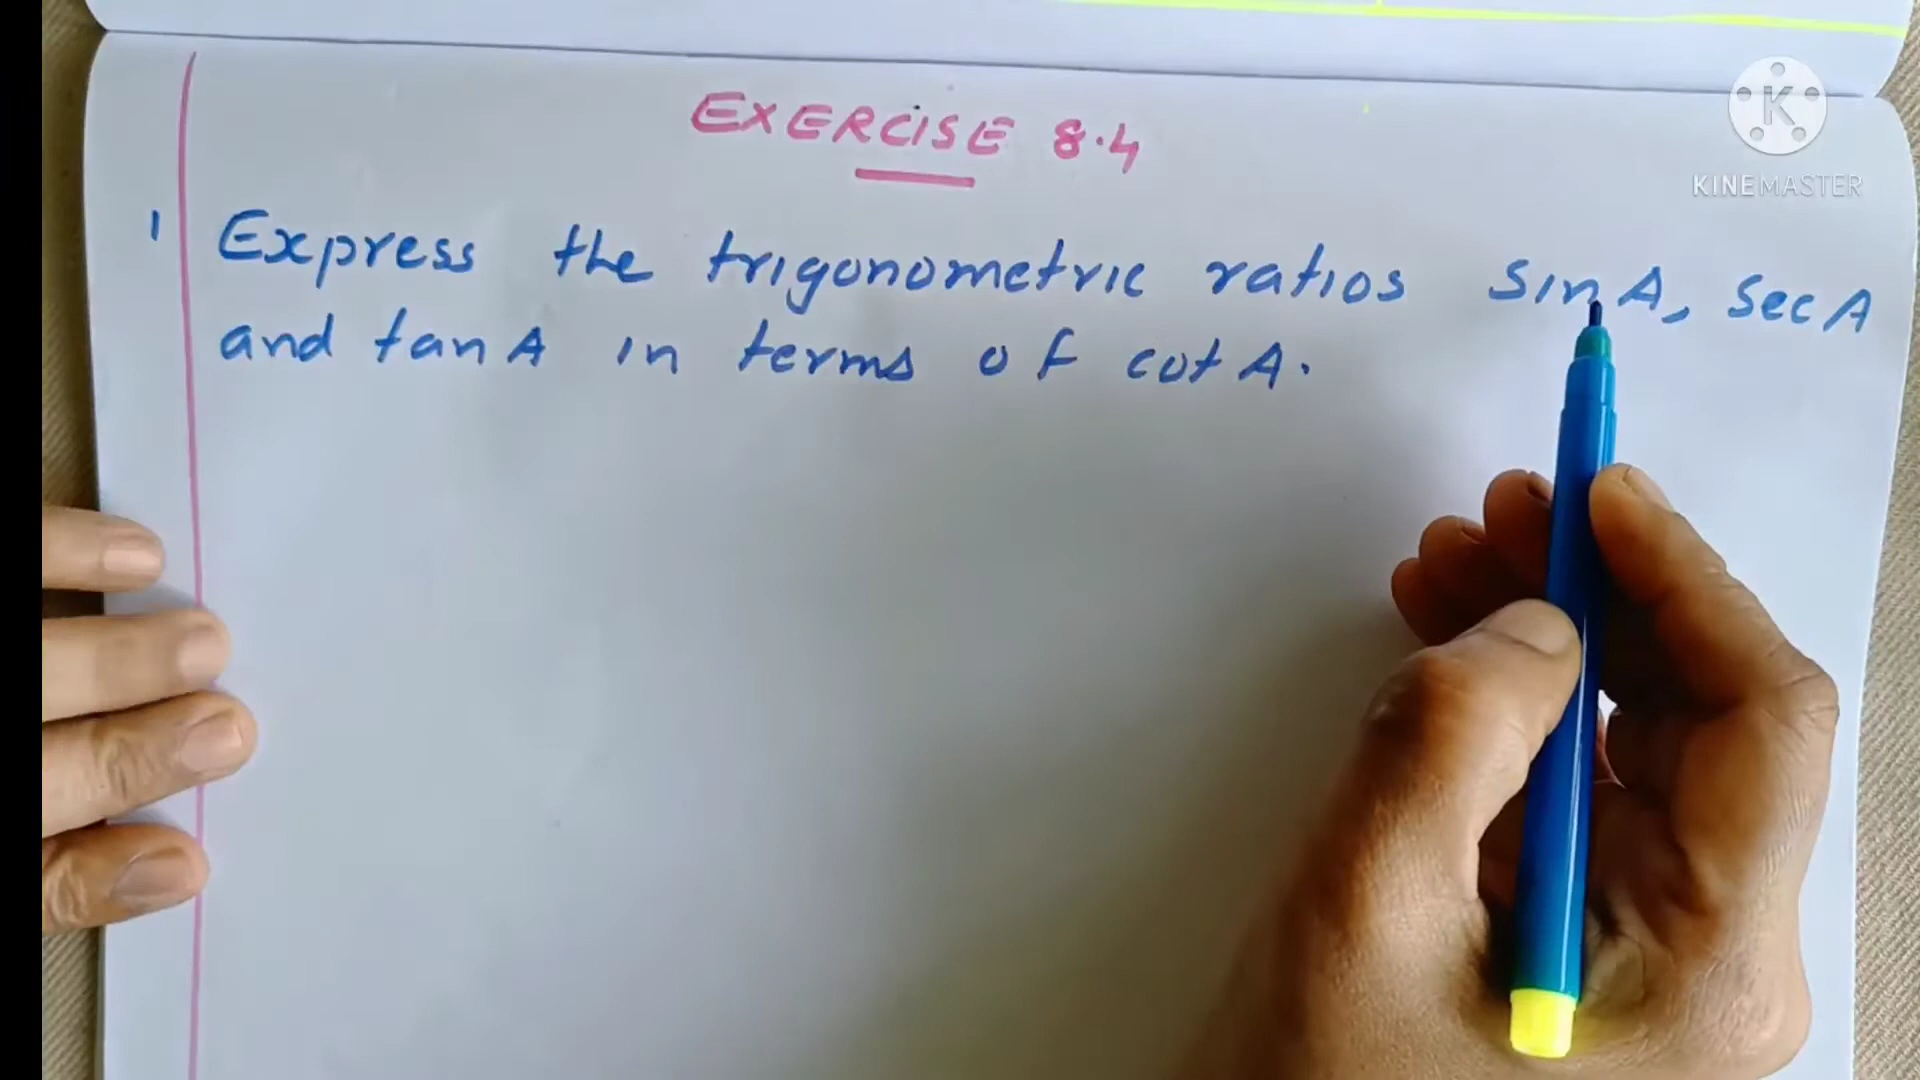 EXERCISE 8.4
K
KINEMASTER
1 Express the trigonometric ratios sin A, sec A
and tan A in terms of cot A.